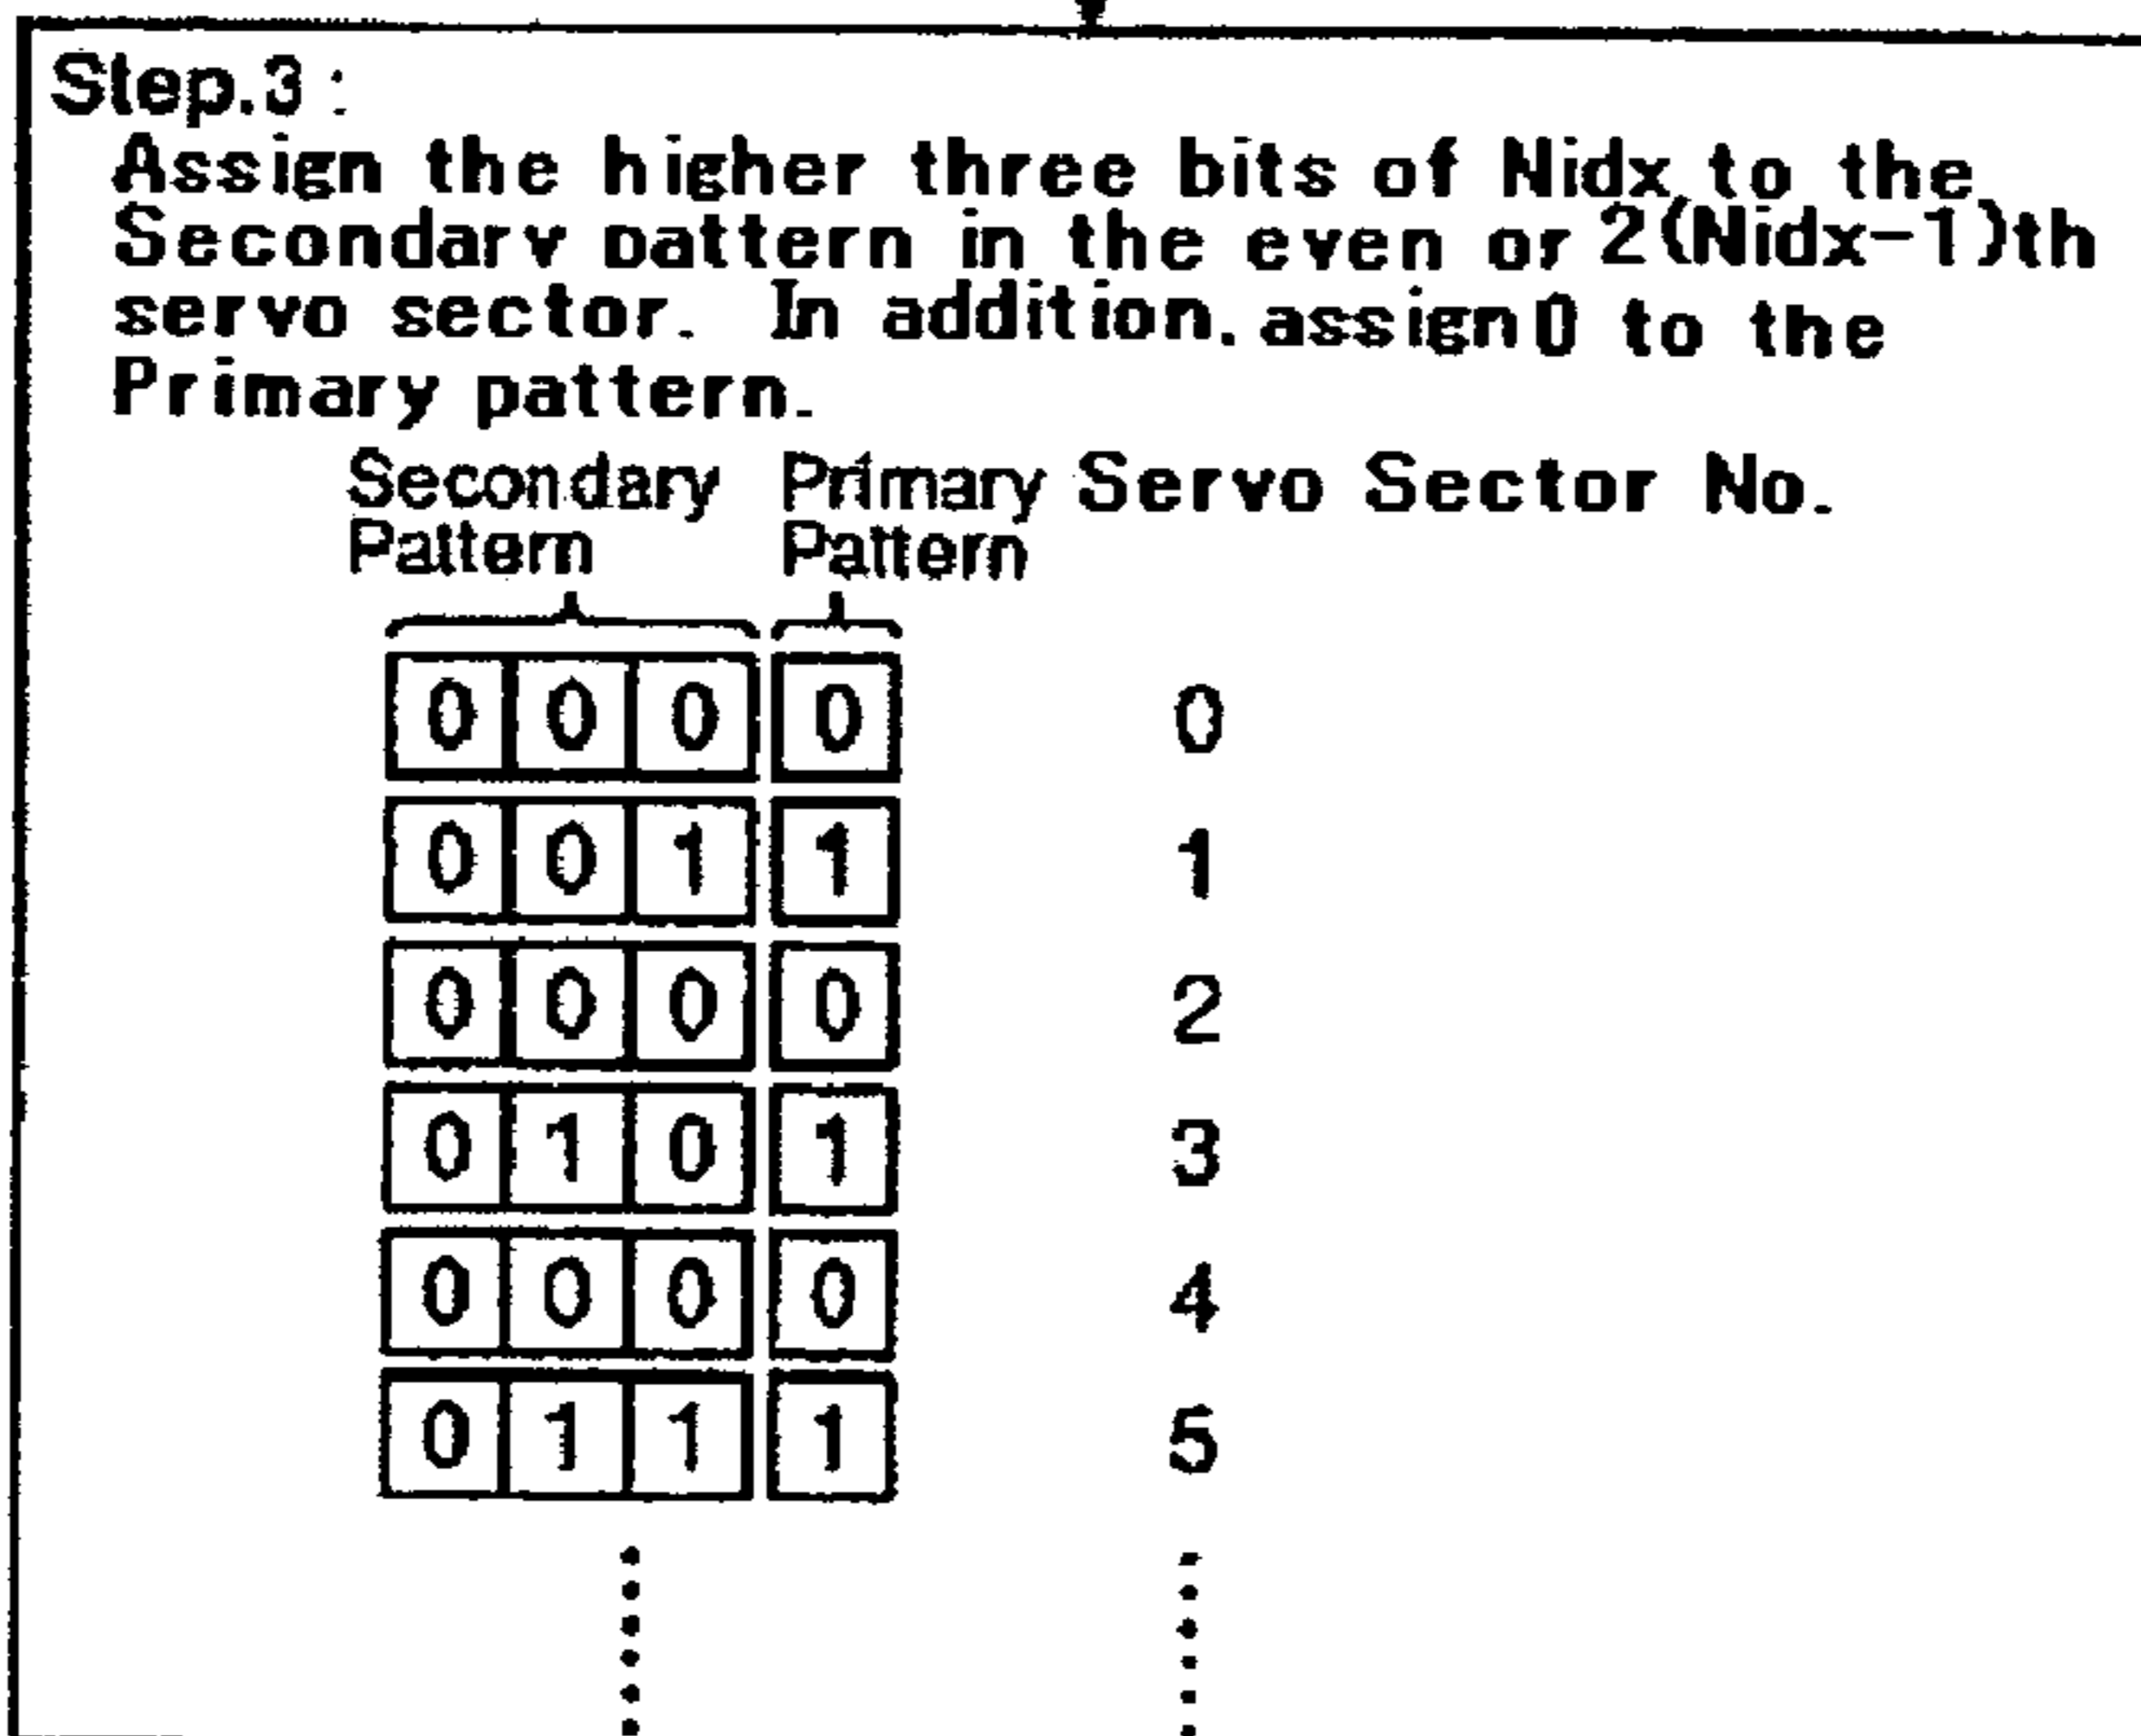 Step.3:
Assign the higher three bits of Nidx to the
Secondary pattern in the even or 2(Nidx-1)th
servo sector. In addition, assign 0 to the
Primary pattern.
Secondary Primary Servo Sector No.
Pattern Pattern
0 0 0 0 0
0 0 1 1 1
0 0 0 0 2
0 1 0 1 3
0 0 0 0 4
0 1 1 1 5